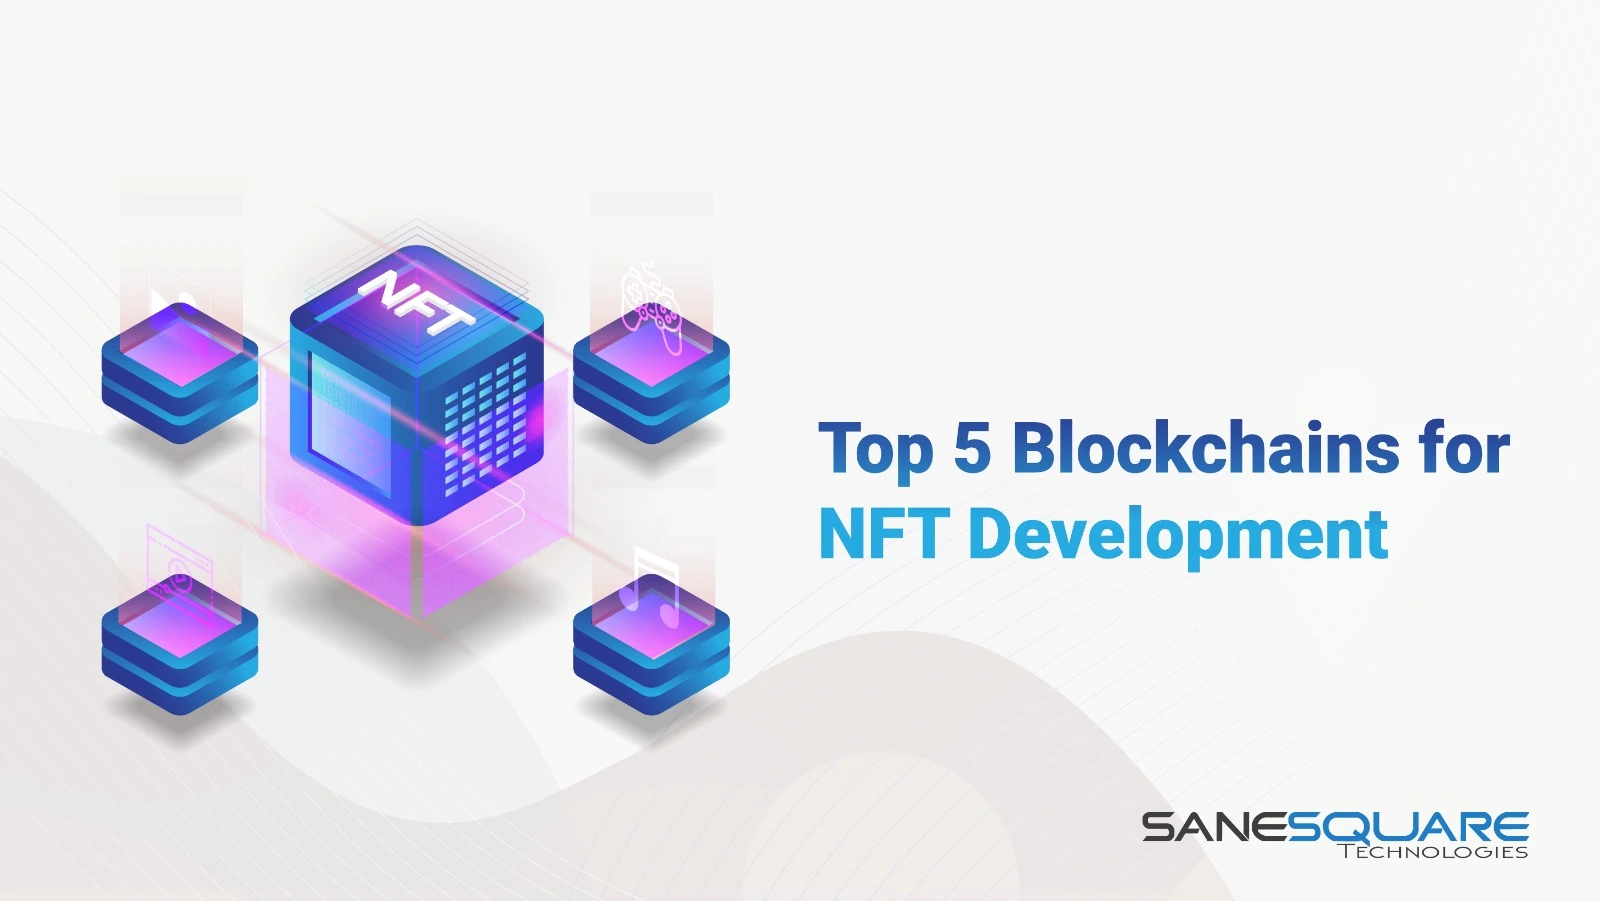 NFT
Top 5 Blockchains for
NFT Development
SANESQUARE
TECHNOLOGIES